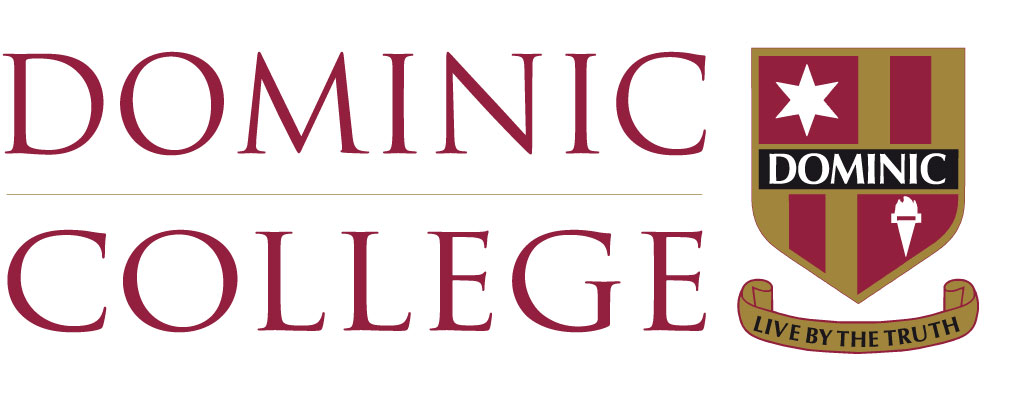 DOMINIC
COLLEGE
DOMINIC
LIVE BY THE TRUTH